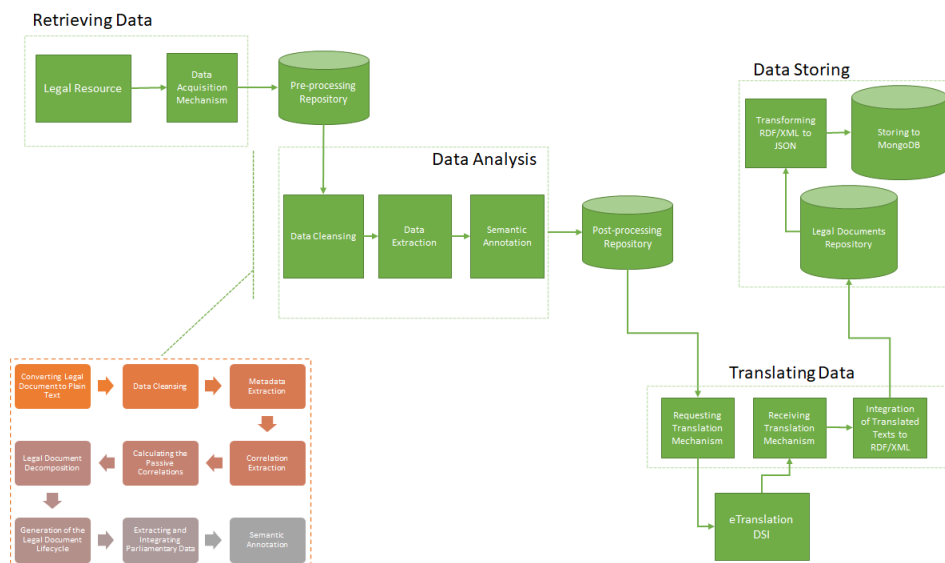 Retrieving Data
Legal Resource
Data
Acquisition
Mechanism
Pre-processing
Repository
Data Analysis
Data Cleansing
Data
Extraction
Semantic
Annotation
Post-processing
Repository
Data Storing
Transforming
RDF/XML to
JSON
Storing to
MongoDB
Legal Documents
Repository
Translating Data
Requesting
Translation
Mechanism
Receiving
Translation
Mechanism
Integration
of Translated
Texts to
RDF/XML
eTranslation
DSI
Converting Legal
Document to Plain
Text
Data Cleansing
Metadata
Extraction
Legal Document
Decomposition
Calculating the
Passive
Correlations
Correlation
Extraction
Generation of the
Legal Document
Lifecycle
Extracting and
Integrating
Parliamentary Data
Semantic
Annotation